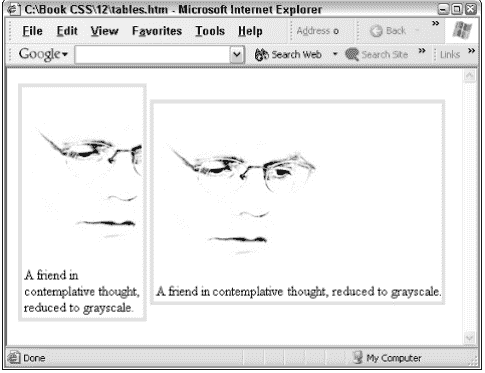 C:\Book CSS\12\tables.htm - Microsoft Internet Explorer
File Edit View Favorites Tools Help Address Back »
Google Search Web Search Site » Links »
A friend in
contemplative thought,
reduced to grayscale.
A friend in contemplative thought, reduced to grayscale.
Done My Computer